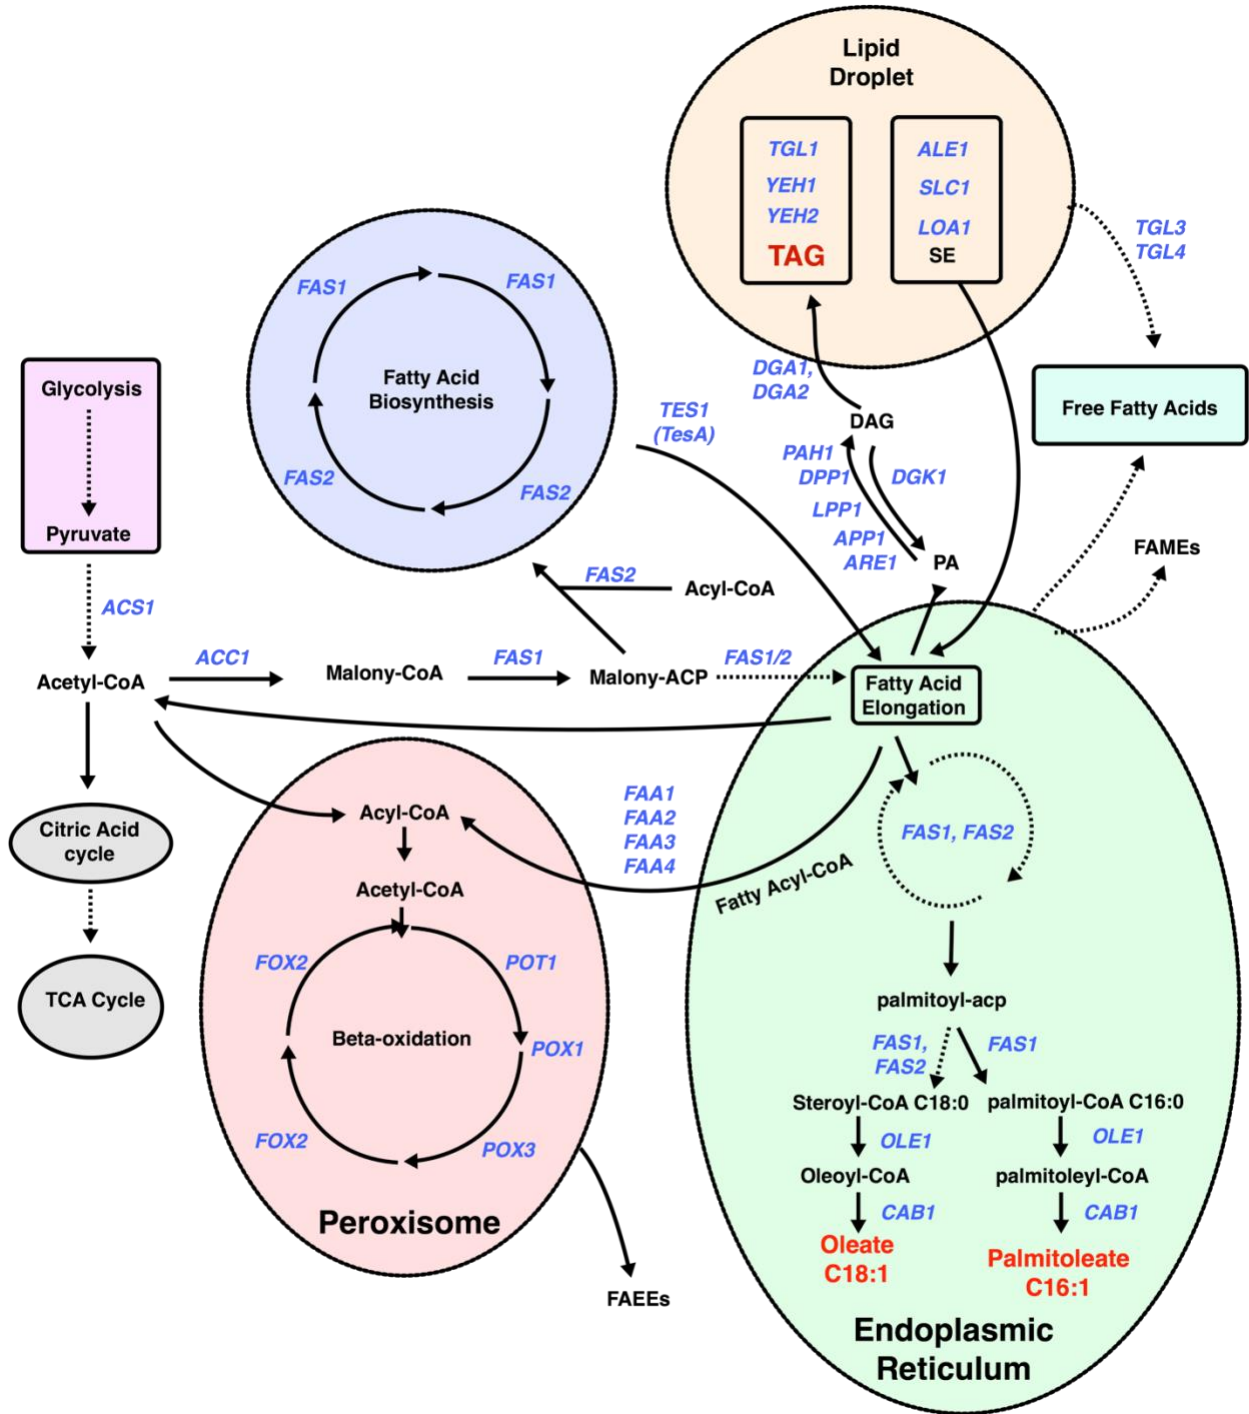 Lipid
Droplet
TGL1
YEH1
YEH2
TAG
ALE1
SLC1
LOA1
SE
TGL3
TGL4
Free Fatty Acids
FAMEs
FAS1
FAS1
Fatty Acid
Biosynthesis
FAS2
FAS2
TES1
(TesA)
DGA1,
DGA2
DAG
PAH1
DPP1
LPP1
APP1
ARE1
DGK1
PA
Glycolysis
Pyruvate
ACS1
Acetyl-CoA
ACC1
Malony-CoA
FAS1
Malony-ACP
FAS2
Acyl-CoA
FAS1/2
Fatty Acid
Elongation
Citric Acid
cycle
TCA Cycle
Acyl-CoA
Acetyl-CoA
FOX2
POT1
Beta-oxidation
POX1
FOX2
POX3
Peroxisome
FAEEs
FAA1
FAA2
FAA3
FAA4
Fatty Acyl-CoA
FAS1, FAS2
palmitoyl-acp
FAS1,
FAS2
FAS1
Steroyl-CoA C18:0
palmitoyl-CoA C16:0
OLE1
OLE1
Oleoyl-CoA
palmitoleyl-CoA
CAB1
CAB1
Oleate
C18:1
Palmitoleate
C16:1
Endoplasmic
Reticulum